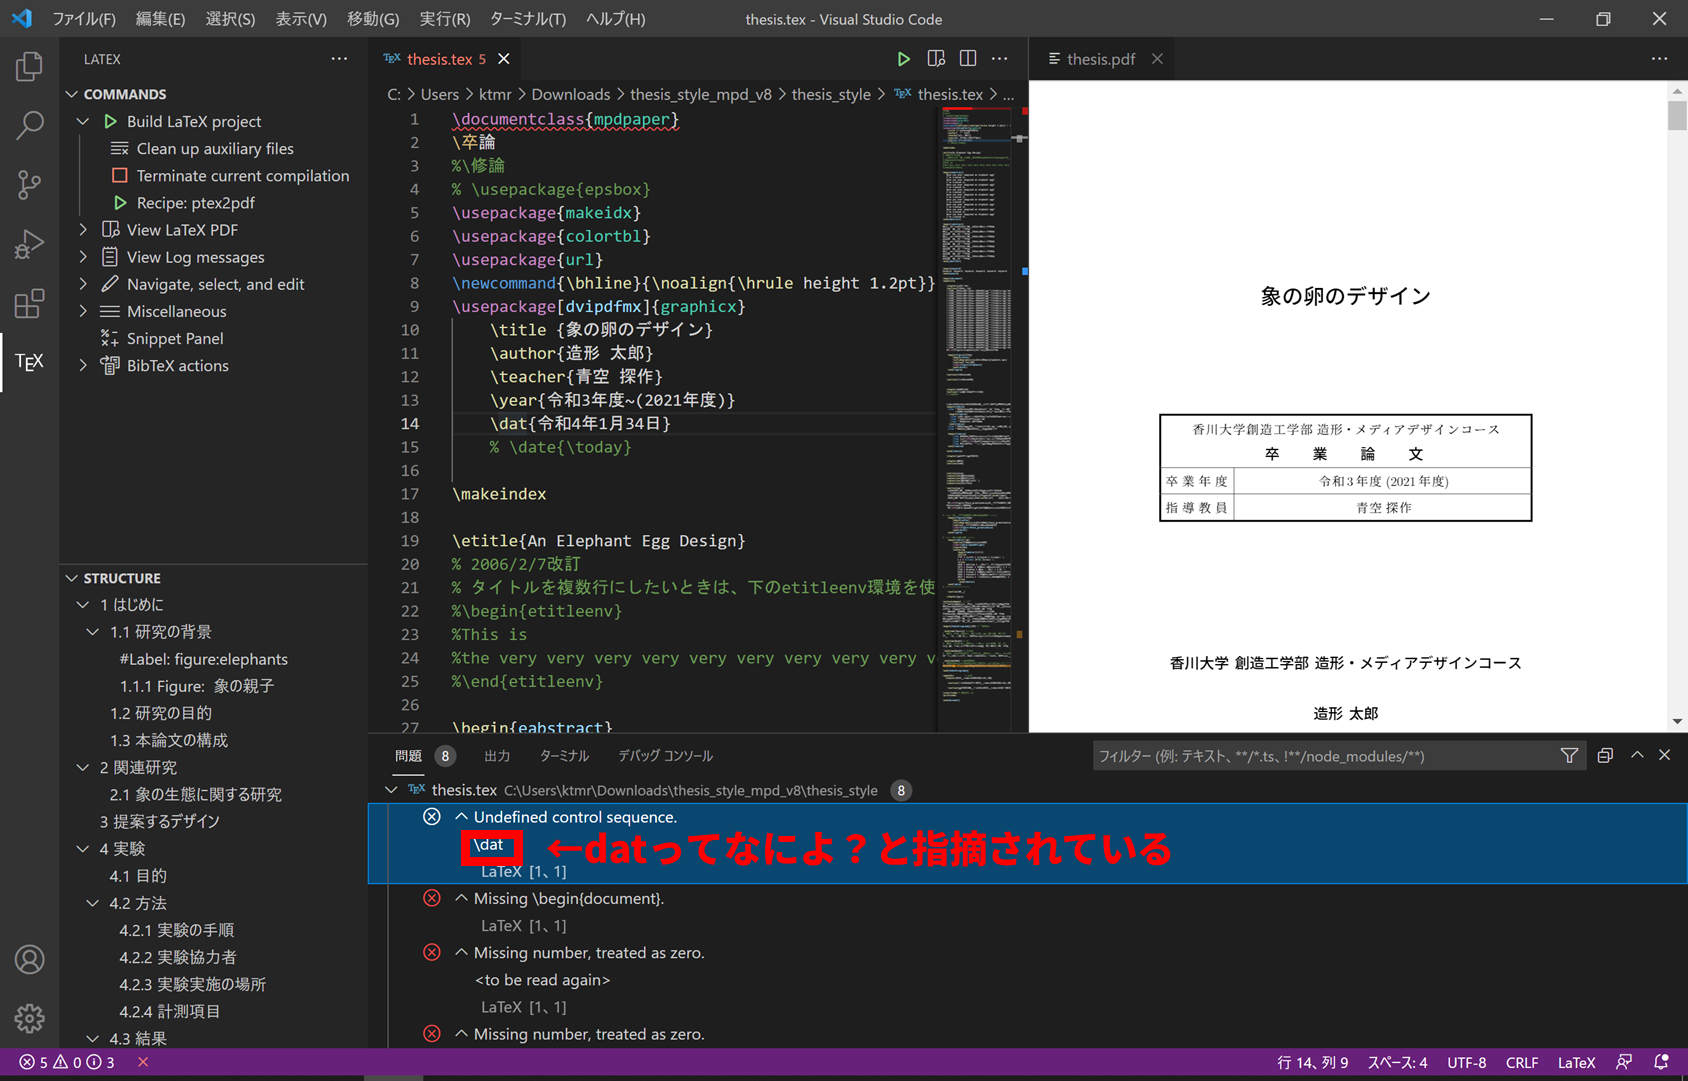 ファイル(F) 編集(E) 選択(S) 表示(V) 移動(G) 実行(R) ターミナル(T) ヘルプ(H)
thesis.tex - Visual Studio Code
LATEX
COMMANDS
Build LaTeX project
Clean up auxiliary files
Terminate current compilation
Recipe: ptex2pdf
View LaTeX PDF
View Log messages
Navigate, select, and edit
Miscellaneous
Snippet Panel
BibTeX actions
TEX
STRUCTURE
1 はじめに
1.1 研究の背景
#Label: figure:elephants
1.1.1 Figure: 象の親子
1.2 研究の目的
1.3 本論文の構成
2 関連研究
2.1 象の生態に関する研究
3 提案するデザイン
4 実験
4.1 目的
4.2 方法
4.2.1 実験の手順
4.2.2 実験協力者
4.2.3 実験実施の場所
4.2.4 計測項目
4.3 結果
TEX thesis.tex 5
C: > Users > ktmr > Downloads > thesis_style_mpd_v8 > thesis_style > TEX thesis.tex > ...
1 \documentclass{mpdpaper}
2 \卒論
3 %\修論
4 % \usepackage{epsbox}
5 \usepackage{makeidx}
6 \usepackage{colortbl}
7 \usepackage{url}
8 \newcommand{\bhline}{\noalign{\hrule height 1.2pt}}
9 \usepackage[dvipdfmx]{graphicx}
10 \title {象の卵のデザイン}
11 \author{造形 太郎}
12 \teacher{青空 探作}
13 \year{令和3年度~(2021年度)}
14 \dat{令和4年1月34日}
15 % \date{\today}
16
17 \makeindex
18
19 \etitle{An Elephant Egg Design}
20 % 2006/2/7改訂
21 % タイトルを複数行にしたいときは、下のetitleenv環境を使
22 %\begin{etitleenv}
23 %This is
24 %the very very very very very very very very very v
25 %\end{etitleenv}
26
27 \begin{eabstract}
thesis.pdf
象の卵のデザイン
香川大学創造工学部 造形・メディアデザインコース
卒 業 論 文
卒業年度 令和3年度 (2021年度)
指導教員 青空 探作
香川大学 創造工学部 造形・メディアデザインコース
造形 太郎
問題 8 出力 ターミナル デバッグ コンソール
フィルター (例: テキスト、**/*.ts、!**/node_modules/**)
TEX thesis.tex C:\Users\ktmr\Downloads\thesis_style_mpd_v8\thesis_style 8
Undefined control sequence.
\dat
←datってなによ？と指摘されている
LaTeX [1、1]
Missing \begin{document}.
LaTeX [1、1]
Missing number, treated as zero.
<to be read again>
LaTeX [1、1]
Missing number, treated as zero.
5 0 3
行 14、列 9 スペース: 4 UTF-8 CRLF LaTeX